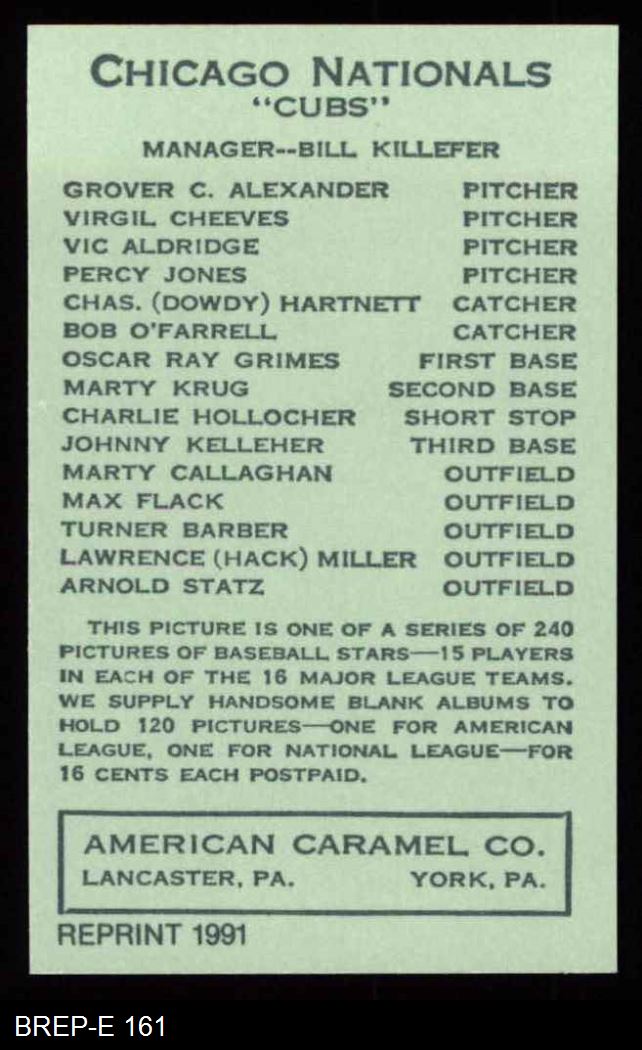 CHICAGO NATIONALS
"CUBS"
MANAGER--BILL KILLEFER
GROVER C. ALEXANDER PITCHER
VIRGIL CHEEVES PITCHER
VIC ALDRIDGE PITCHER
PERCY JONES PITCHER
CHAS. (DOWDY) HARTNETT CATCHER
BOB O'FARRELL CATCHER
OSCAR RAY GRIMES FIRST BASE
MARTY KRUG SECOND BASE
CHARLIE HOLLOCHER SHORT STOP
JOHNNY KELLEHER THIRD BASE
MARTY CALLAGHAN OUTFIELD
MAX FLACK OUTFIELD
TURNER BARBER OUTFIELD
LAWRENCE (HACK) MILLER OUTFIELD
ARNOLD STATZ OUTFIELD
THIS PICTURE IS ONE OF A SERIES OF 240
PICTURES OF BASEBALL STARS—15 PLAYERS
IN EACH OF THE 16 MAJOR LEAGUE TEAMS.
WE SUPPLY HANDSOME BLANK ALBUMS TO
HOLD 120 PICTURES—ONE FOR AMERICAN
LEAGUE, ONE FOR NATIONAL LEAGUE—FOR
16 CENTS EACH POSTPAID.
AMERICAN CARAMEL CO.
LANCASTER, PA. YORK, PA.
REPRINT 1991
BREP-E 161